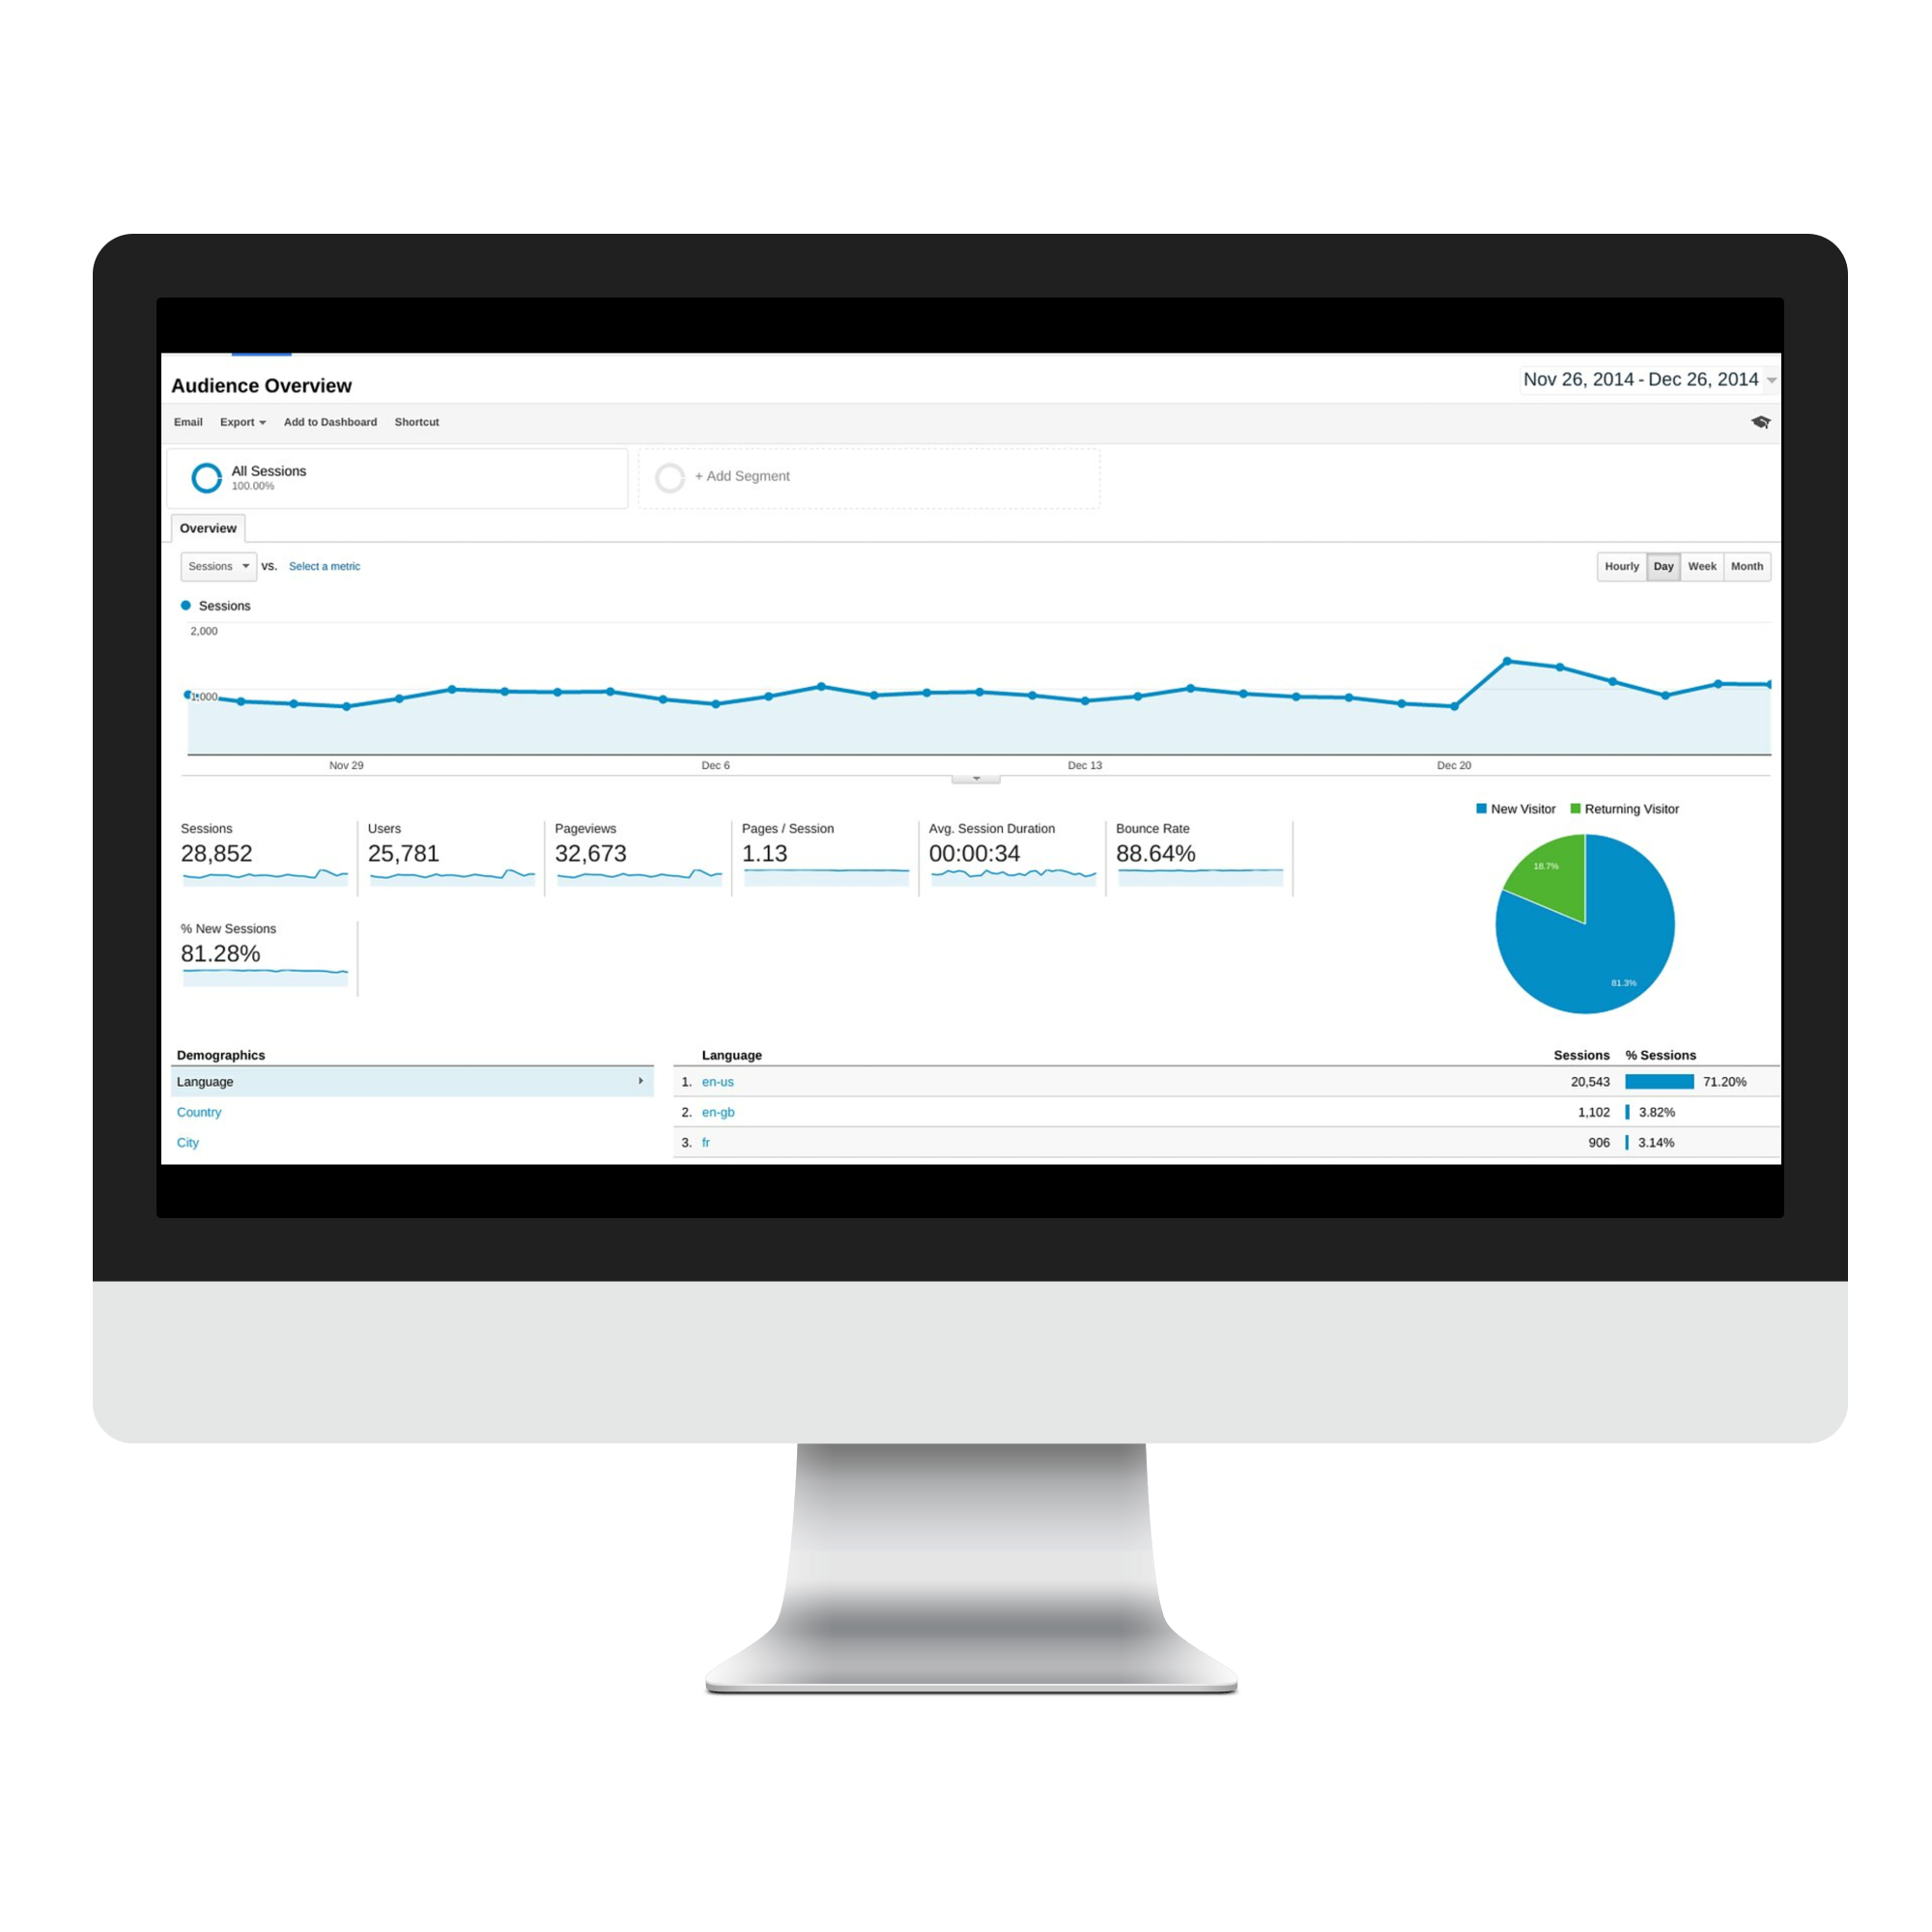 Audience Overview
Nov 26, 2014 - Dec 26, 2014
Email Export Add to Dashboard Shortcut
All Sessions
100.00%
+ Add Segment
Overview
Sessions VS. Select a metric
Hourly Day Week Month
Sessions
2,000
1,000
Nov 29 Dec 6 Dec 13 Dec 20
New Visitor Returning Visitor
Sessions Users Pageviews Pages / Session Avg. Session Duration Bounce Rate
28,852 25,781 32,673 1.13 00:00:34 88.64%
18.7%
% New Sessions
81.28%
81.3%
Demographics
Language
Country
City
Language Sessions % Sessions
1. en-us 20,543 71.20%
2. en-gb 1,102 3.82%
3. fr 906 3.14%